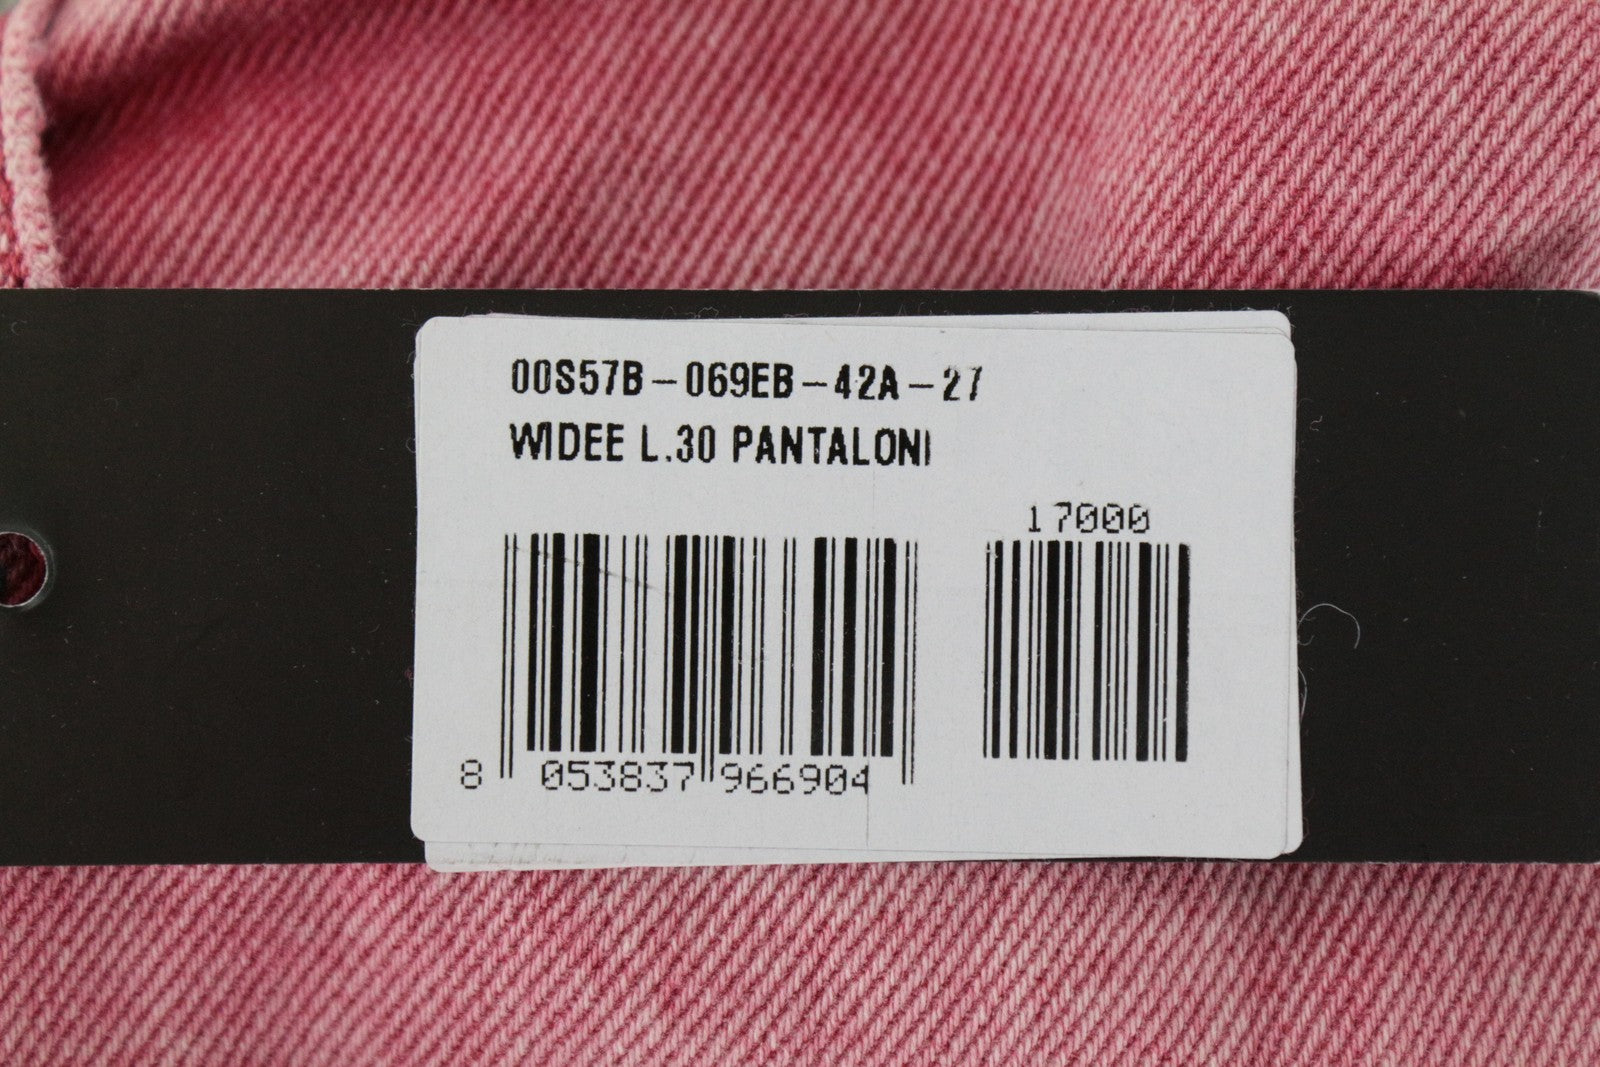 00S57B-069EB-42A-27
WIDEE L.30 PANTALONI
17000
8 053837 966904